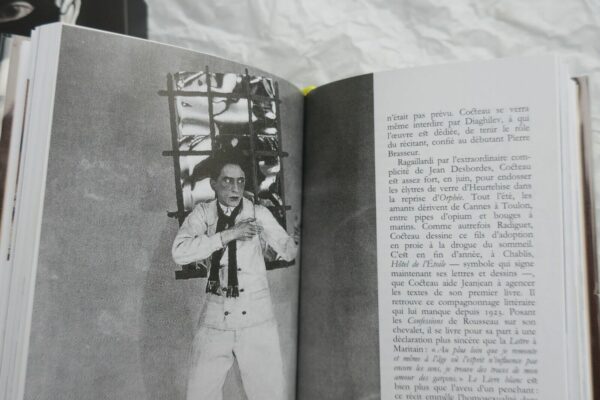 n'était pas prévu. Cocteau se verra
même interdire par Diaghilev, à qui
l'œuvre est dédiée, de tenir le rôle
du récitant, confié au débutant Pierre
Brasseur.
Ragaillardi par l'extraordinaire com-
plicité de Jean Desbordes, Cocteau
est assez fort, en juin, pour endosser
les élytres de verre d'Heurtebise dans
la reprise d'Orphée. Tout l'été, les
amants dérivent de Cannes à Toulon,
entre pipes d'opium et bouges à
marins. Comme autrefois Radiguet,
Cocteau dessine ce fils d'adoption
en proie à la drogue du sommeil.
C'est en fin d'année, à Chablis,
Hôtel de l'Étoile — symbole qui signe
maintenant ses lettres et dessins —,
que Cocteau aide Jeanjean à agencer
les textes de son premier livre. Il
retrouve ce compagnonnage littéraire
qui lui manque depuis 1923. Posant
les Confessions de Rousseau sur son
chevalet, il se livre pour sa part à une
déclaration plus sincère que la Lettre à
Maritain : « Au plus loin que je remonte
et même à l'âge où l'esprit n'influence pas
encore les sens, je trouve des traces de mon
amour des garçons. » Le Livre blanc est
bien plus que l'aveu d'un penchant :
ce récit emmêle l'homosexualité dans